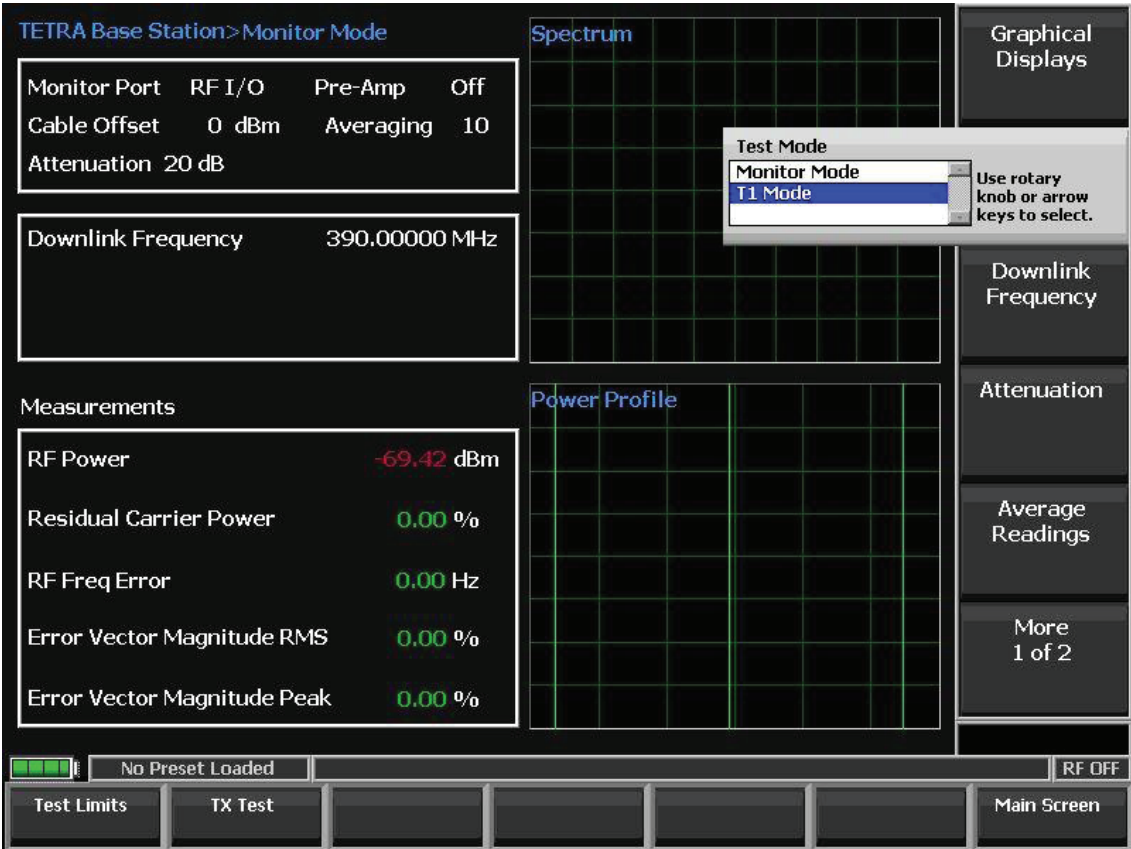 TETRA Base Station>Monitor Mode
Monitor Port RF I/O Pre-Amp Off
Cable Offset 0 dBm Averaging 10
Attenuation 20 dB
Downlink Frequency 390.00000 MHz
Measurements
RF Power -69.42 dBm
Residual Carrier Power 0.00 %
RF Freq Error 0.00 Hz
Error Vector Magnitude RMS 0.00 %
Error Vector Magnitude Peak 0.00 %
Spectrum
Power Profile
Test Mode
Monitor Mode
T1 Mode
Use rotary
knob or arrow
keys to select.
Graphical
Displays
Downlink
Frequency
Attenuation
Average
Readings
More
1 of 2
No Preset Loaded
RF OFF
Test Limits TX Test Main Screen